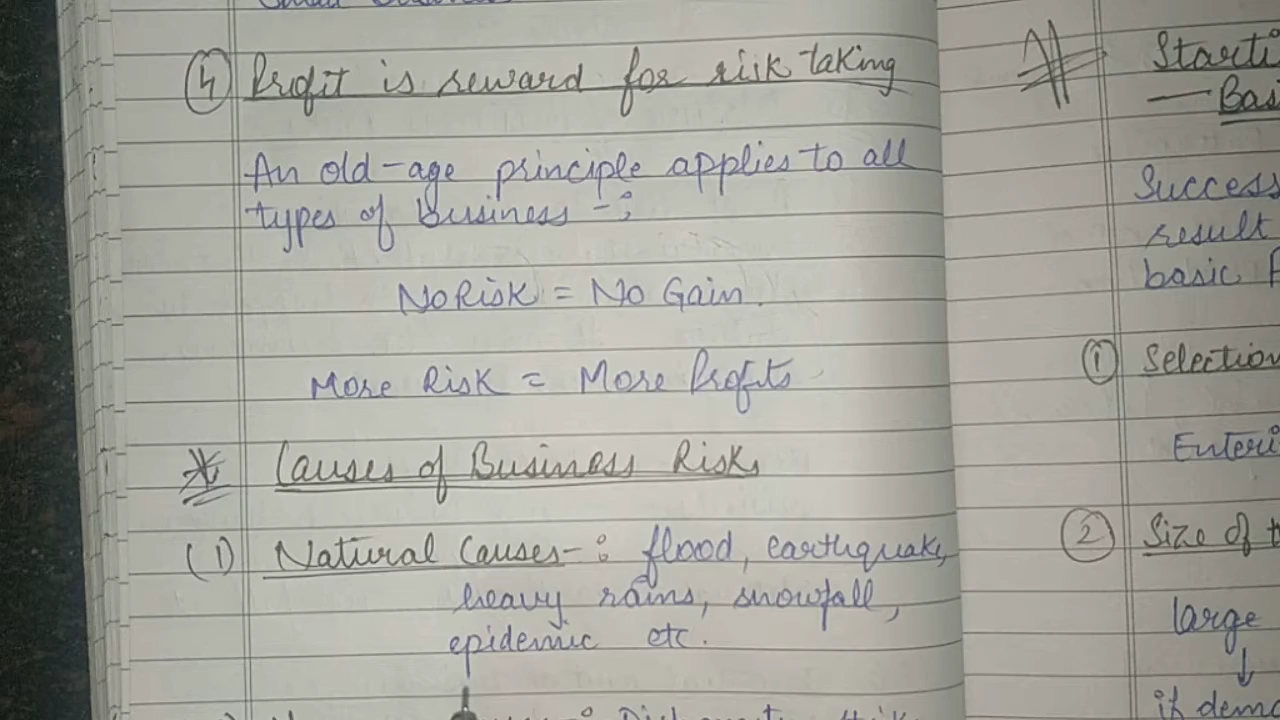 (4) Profit is reward for risk taking
An old-age principle applies to all
types of Business -:
No Risk = No Gain.
More Risk = More Profits
* Causes of Business Risks
(1) Natural Causes-: flood, earthquake,
heavy rains, snowfall,
epidemic etc.
#
Bas
Success
result
basic
① Selection
② Size of
large
↓
if